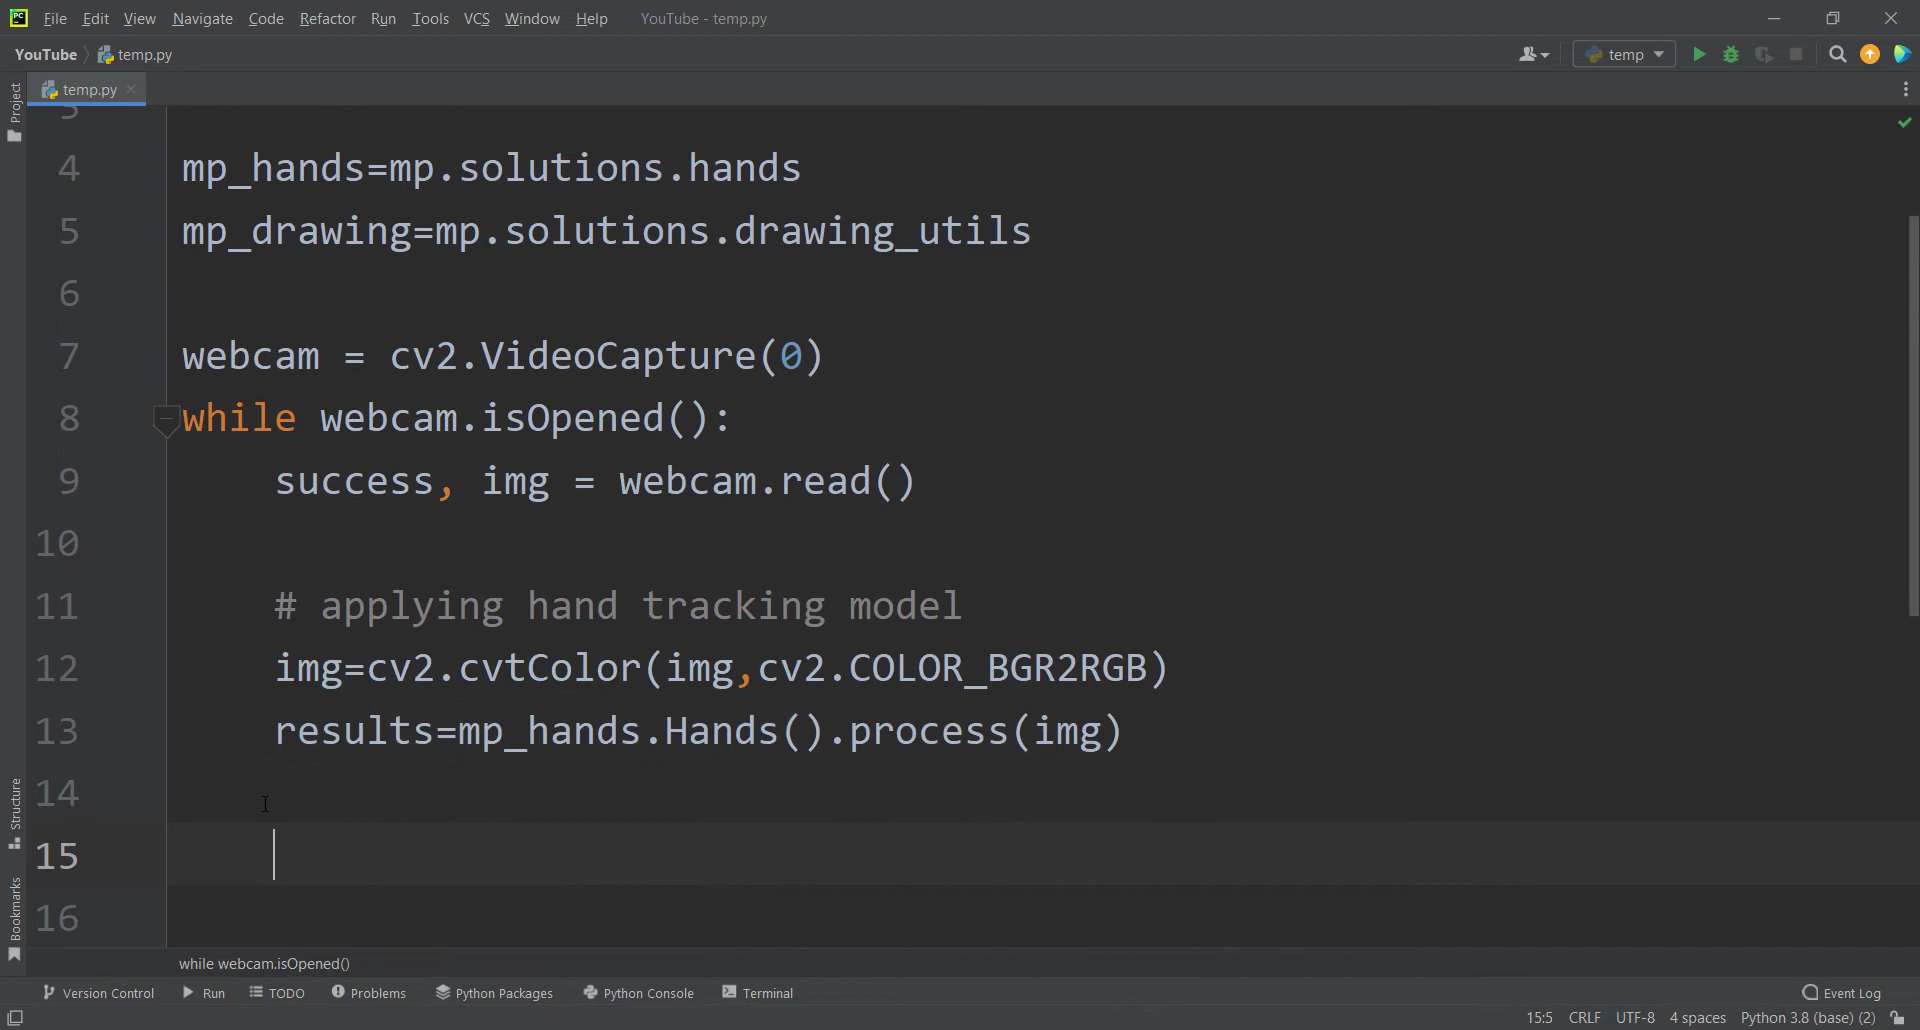 PC File Edit View Navigate Code Refactor Run Tools VCS Window Help YouTube - temp.py
YouTube temp.py temp
temp.py
Project
3
4 mp_hands=mp.solutions.hands
5 mp_drawing=mp.solutions.drawing_utils
6
7 webcam = cv2.VideoCapture(0)
8 while webcam.isOpened():
9 success, img = webcam.read()
10
11 # applying hand tracking model
12 img=cv2.cvtColor(img,cv2.COLOR_BGR2RGB)
13 results=mp_hands.Hands().process(img)
14
15
16
Structure
Bookmarks
while webcam.isOpened()
Version Control Run TODO Problems Python Packages Python Console Terminal Event Log
15:5 CRLF UTF-8 4 spaces Python 3.8 (base) (2)